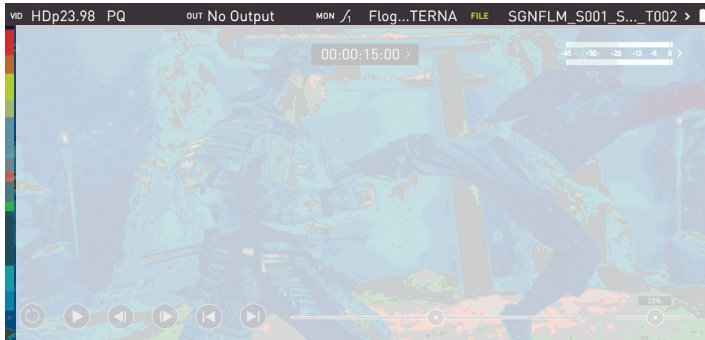 VID HDp23.98 PQ OUT No Output MON Flog...TERNA FILE SGNFLM_S001_S..._T002 >
00:00:15:00 >
-40 -30 -20 -12 -6 0 >
25%